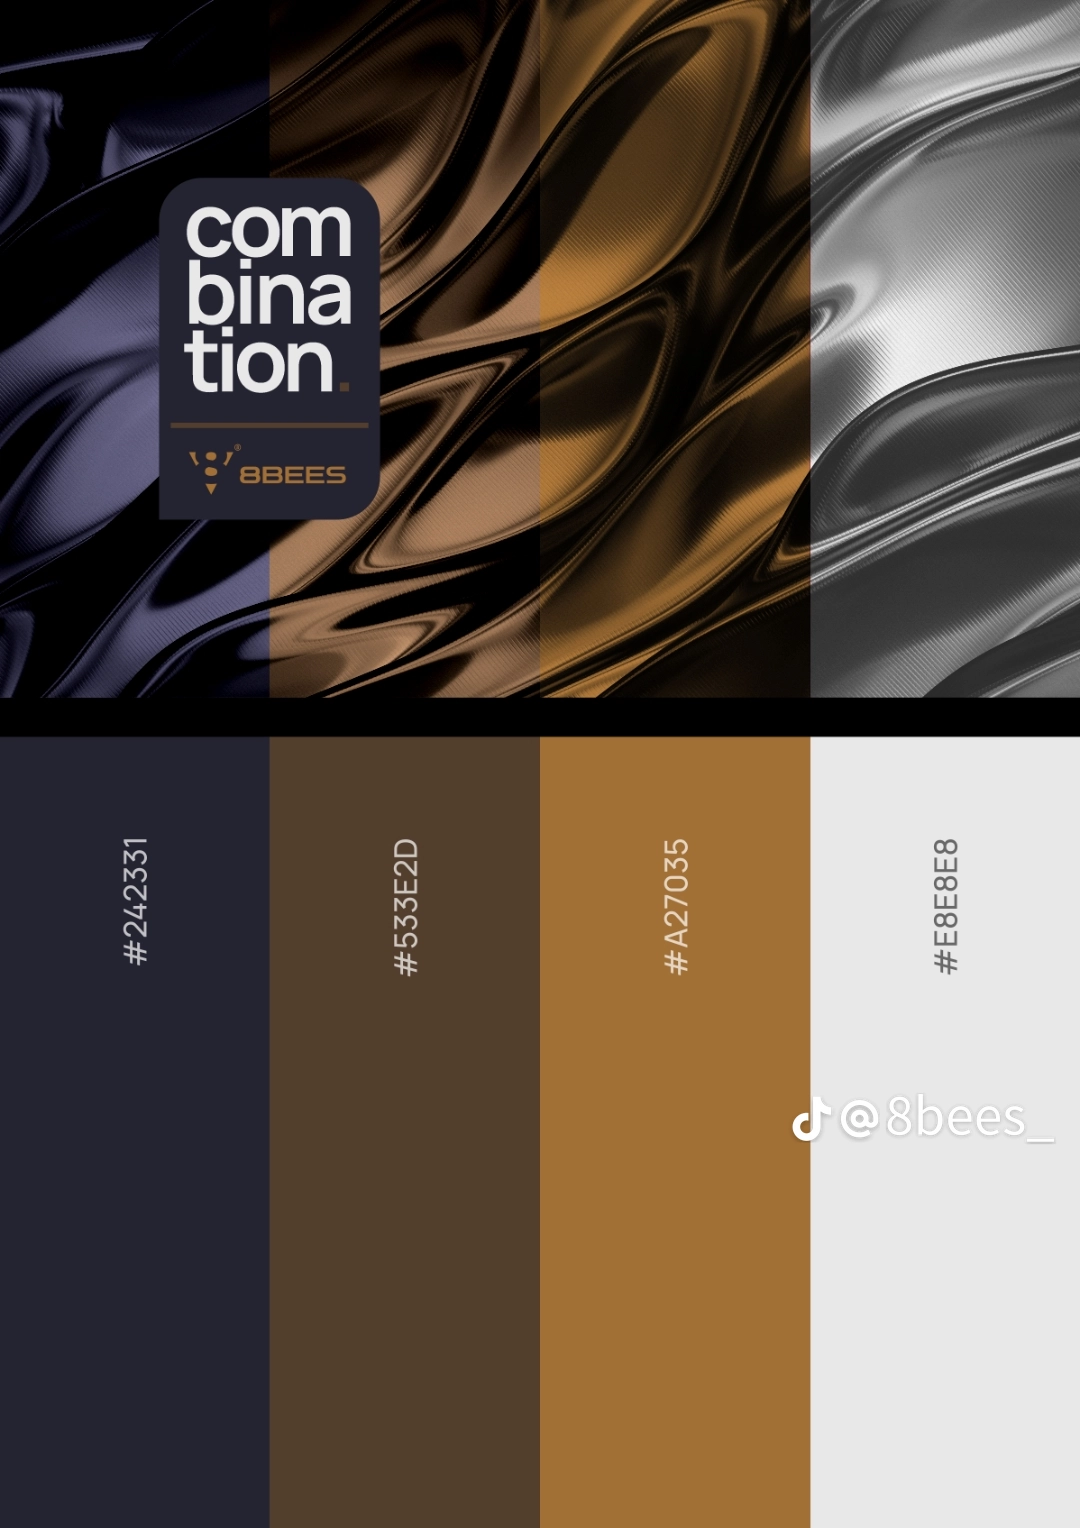 com
bina
tion.
®
8BEES
#242331
#533E2D
#A27035
#E8E8E8
@8bees_